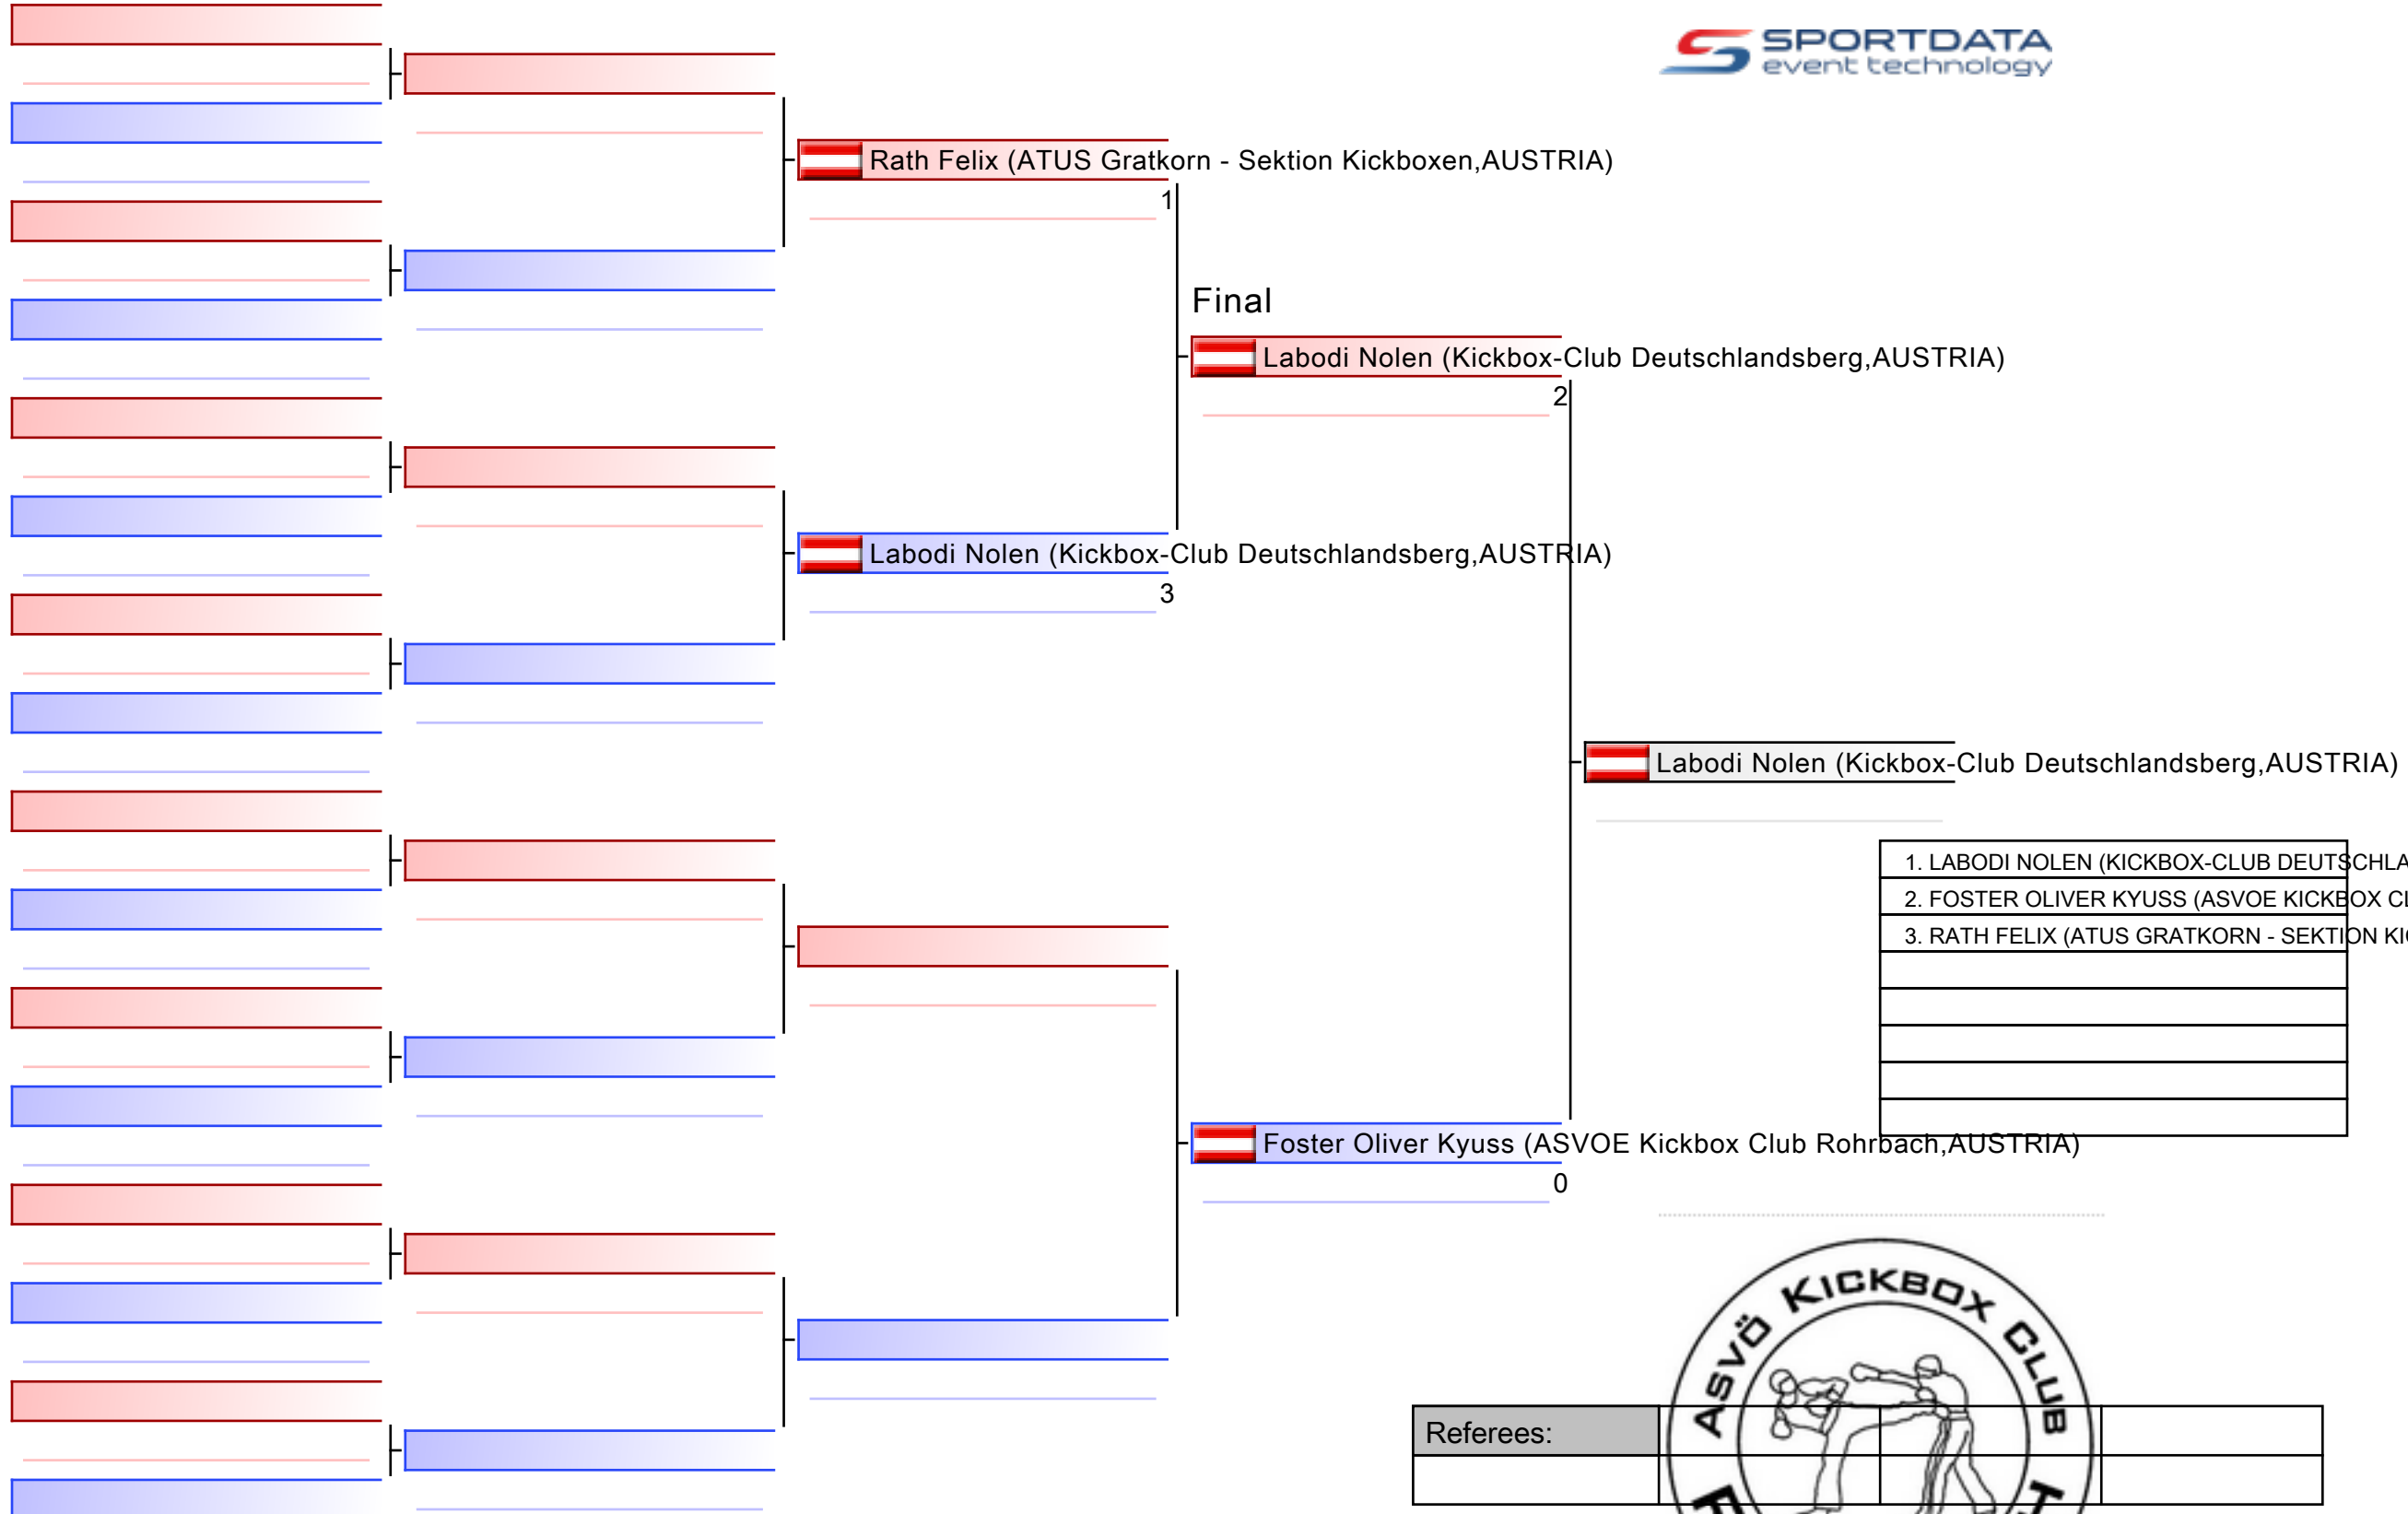 SPORTDATA
event technology
Rath Felix (ATUS Gratkorn - Sektion Kickboxen,AUSTRIA)
1
Final
Labodi Nolen (Kickbox-Club Deutschlandsberg,AUSTRIA)
2
Labodi Nolen (Kickbox-Club Deutschlandsberg,AUSTRIA)
3
Labodi Nolen (Kickbox-Club Deutschlandsberg,AUSTRIA)
1. LABODI NOLEN (KICKBOX-CLUB DEUTSCHLA
2. FOSTER OLIVER KYUSS (ASVOE KICKBOX CL
3. RATH FELIX (ATUS GRATKORN - SEKTION KI
Foster Oliver Kyuss (ASVOE Kickbox Club Rohrbach,AUSTRIA)
0
ASVÖ KICKBOX CLUB
Referees: